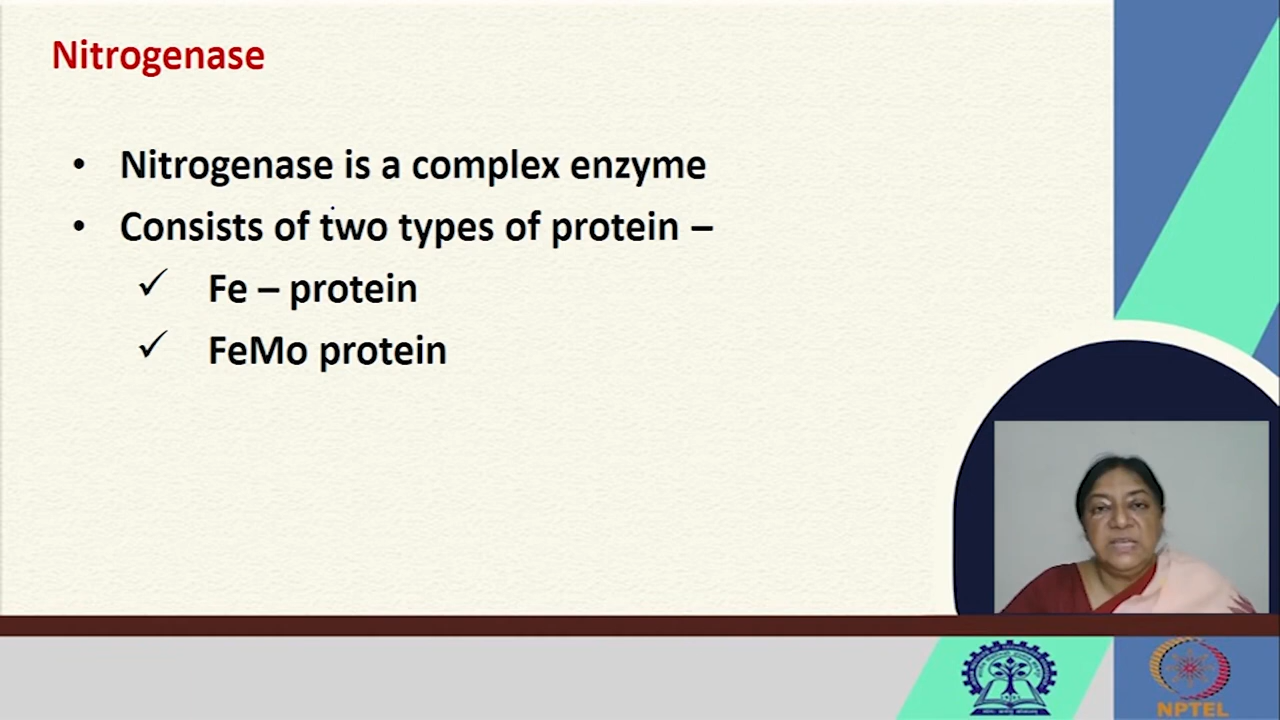 Nitrogenase
• Nitrogenase is a complex enzyme
• Consists of two types of protein –
✓ Fe – protein
✓ FeMo protein
NPTEL